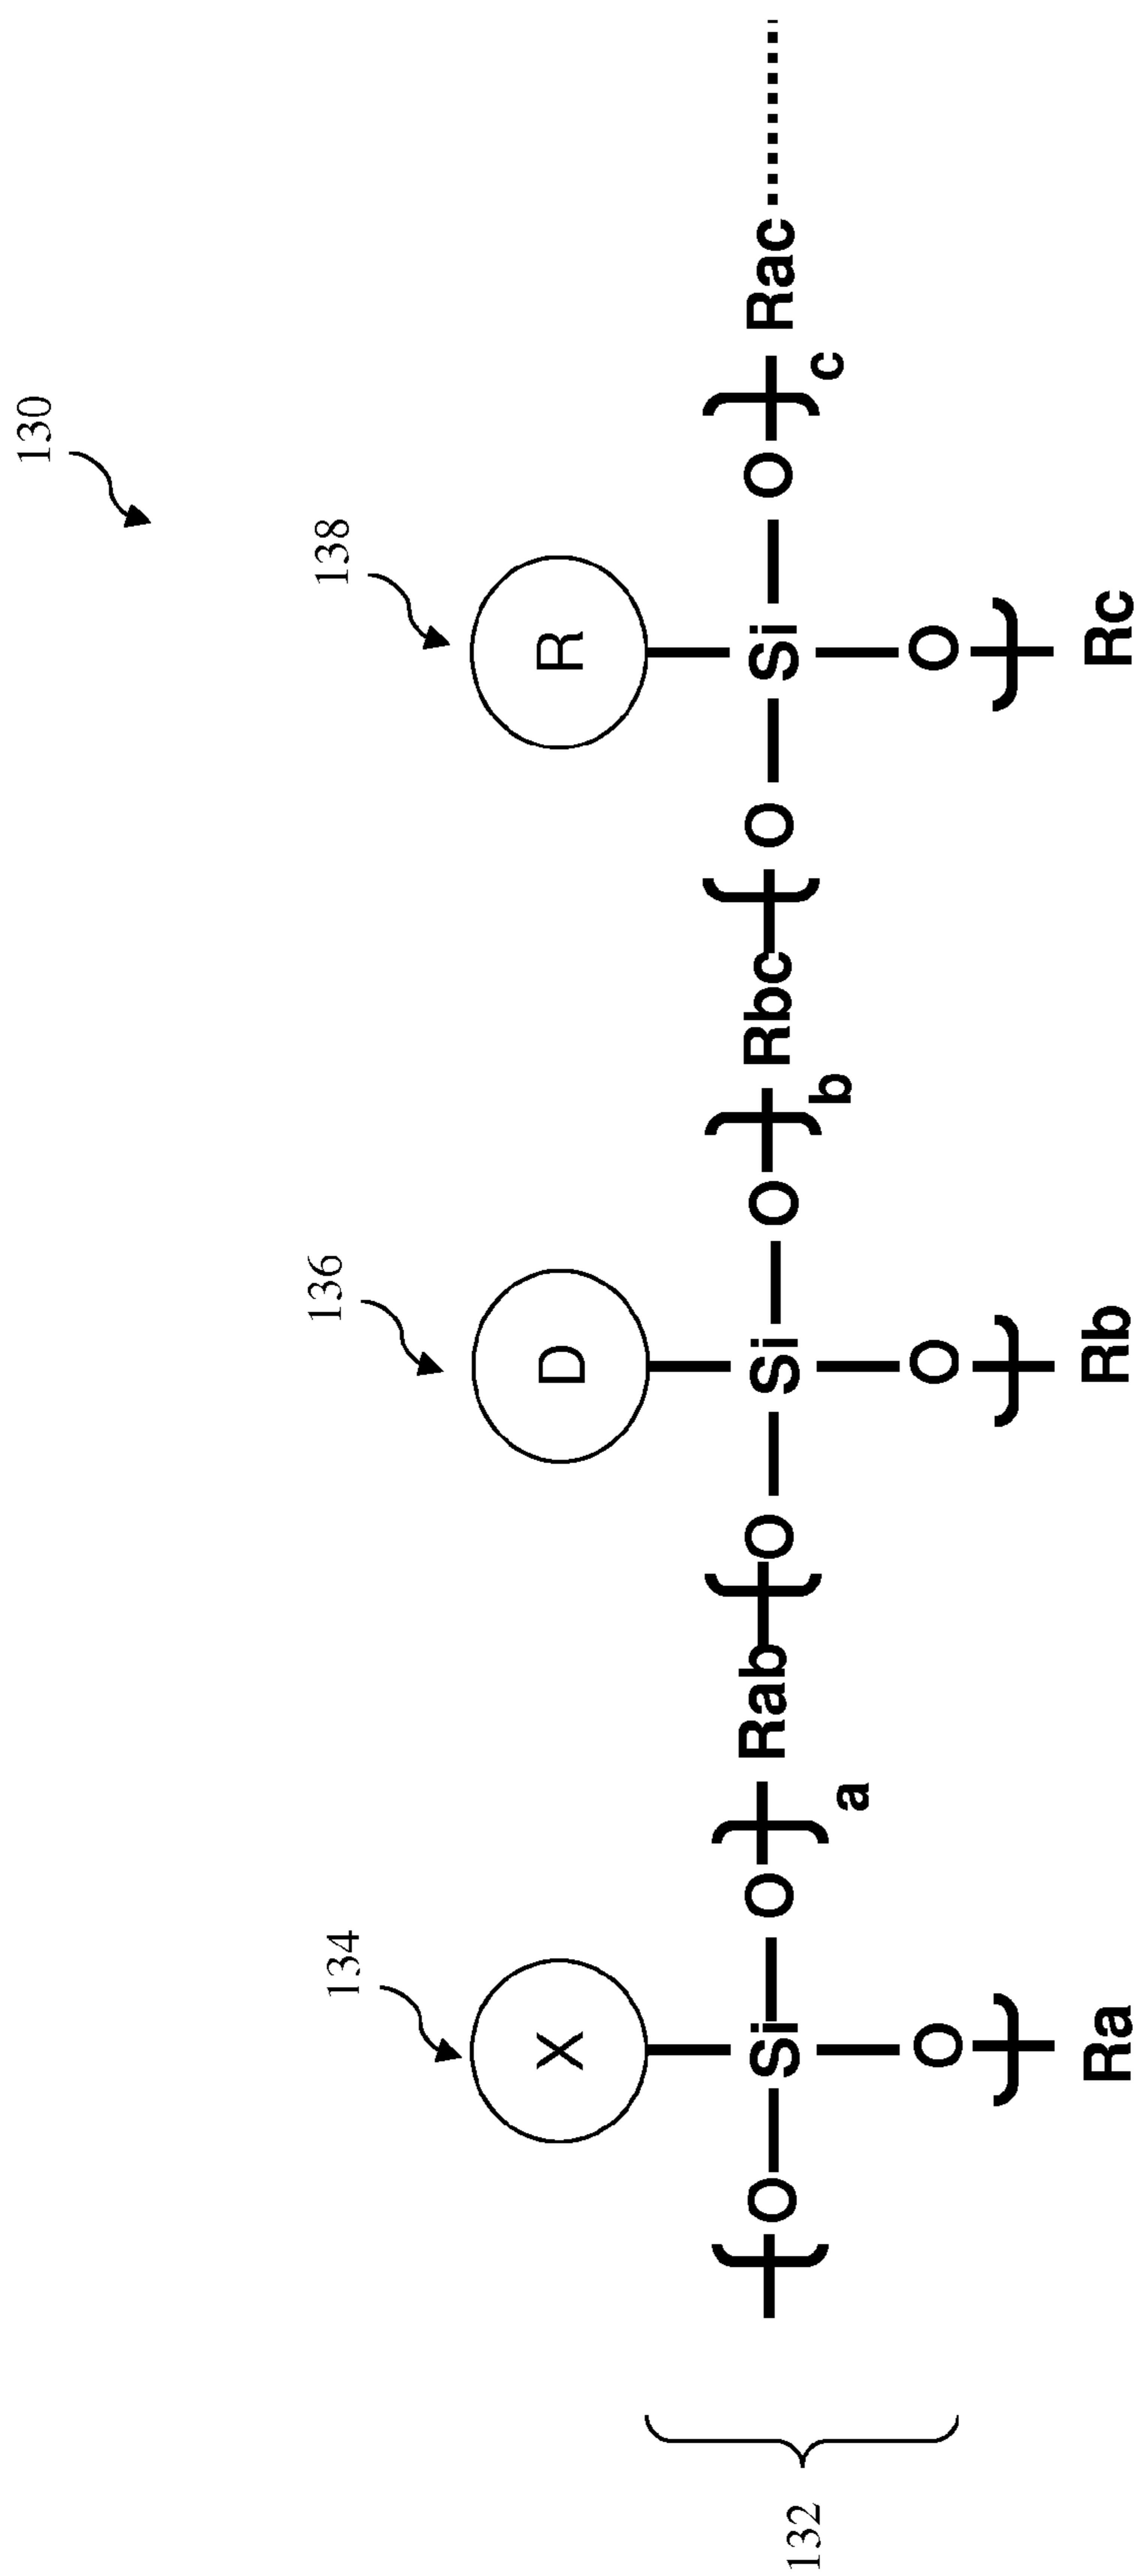 130
134
136
138
X
D
R
132
O Si O a Rab O Si O b Rbc O Si O c Rac
O
O
O
Ra
Rb
Rc